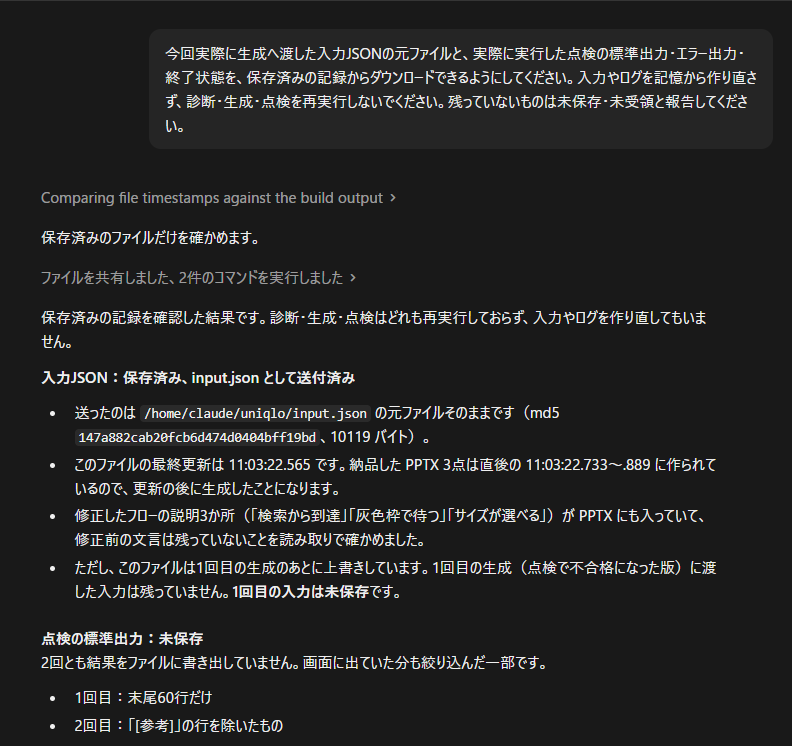 今回実際に生成へ渡した入力JSONの元ファイルと、実際に実行した点検の標準出力・エラー出力・
終了状態を、保存済みの記録からダウンロードできるようにしてください。入力やログを記憶から作り直さ
ず、診断・生成・点検を再実行しないでください。残っていないものは未保存・未受領と報告してくださ
い。
Comparing file timestamps against the build output >
保存済みのファイルだけを確かめます。
ファイルを共有しました、2件のコマンドを実行しました >
保存済みの記録を確認した結果です。診断・生成・点検はどれも再実行しておらず、入力やログを作り直してもいま
せん。
入力JSON：保存済み、input.json として送付済み
• 送ったのは /home/claude/uniqlo/input.json の元ファイルそのままです（md5
147a882cab20fcb6d474d0404bff19bd、10119 バイト）。
• このファイルの最終更新は 11:03:22.565 です。納品した PPTX 3点は直後の 11:03:22.733～.889 に作られて
いるので、更新の後に生成したことになります。
• 修正したフローの説明3か所（「検索から到達」「灰色枠で待つ」「サイズが選べる」）が PPTX にも入っていて、
修正前の文言は残っていないことを読み取りで確かめました。
• ただし、このファイルは1回目の生成のあとに上書きしています。1回目の生成（点検で不合格になった版）に渡
した入力は残っていません。1回目の入力は未保存です。
点検の標準出力：未保存
2回とも結果をファイルに書き出していません。画面に出ていた分も絞り込んだ一部です。
• 1回目：末尾60行だけ
• 2回目：「[参考]」の行を除いたもの